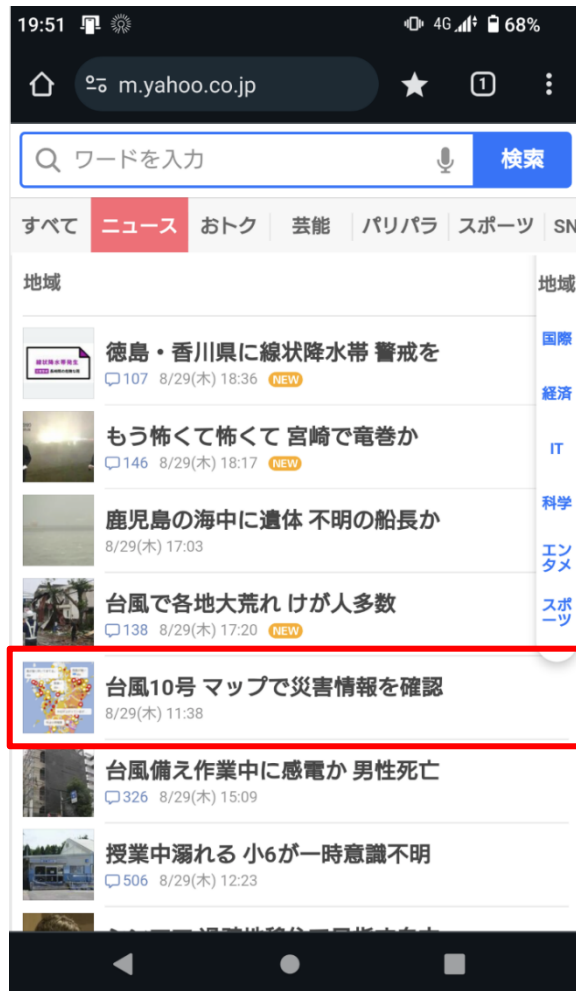 19:51 4G 68%
m.yahoo.co.jp 1
ワードを入力 検索
すべて ニュース おトク 芸能 パリパラ スポーツ SN
地域
地域
国際
経済
IT
科学
エン
タメ
スポ
ーツ
徳島・香川県に線状降水帯 警戒を
107 8/29(木) 18:36 NEW
もう怖くて怖くて 宮崎で竜巻か
146 8/29(木) 18:17 NEW
鹿児島の海中に遺体 不明の船長か
8/29(木) 17:03
台風で各地大荒れ けが人多数
138 8/29(木) 17:20 NEW
台風10号 マップで災害情報を確認
8/29(木) 11:38
台風備え作業中に感電か 男性死亡
326 8/29(木) 15:09
授業中溺れる 小6が一時意識不明
506 8/29(木) 12:23